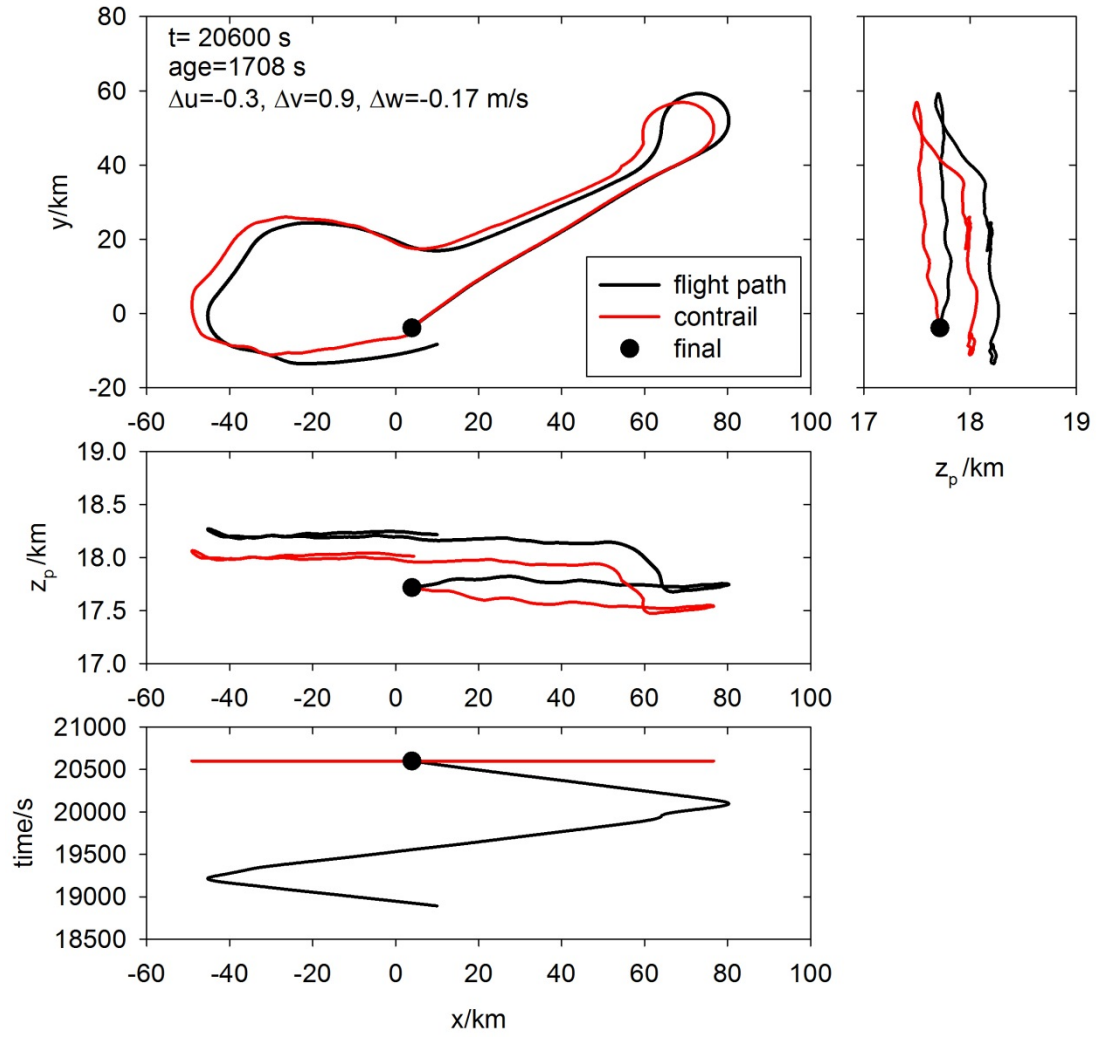 t= 20600 s
age=1708 s
Δu=-0.3, Δv=0.9, Δw=-0.17 m/s
80
60
40
20
0
-20
y/km
flight path
contrail
final
-60 -40 -20 0 20 40 60 80 100
17 18 19
zp /km
19.0
18.5
18.0
17.5
17.0
zp /km
-60 -40 -20 0 20 40 60 80 100
21000
20500
20000
19500
19000
18500
time/s
-60 -40 -20 0 20 40 60 80 100
x/km